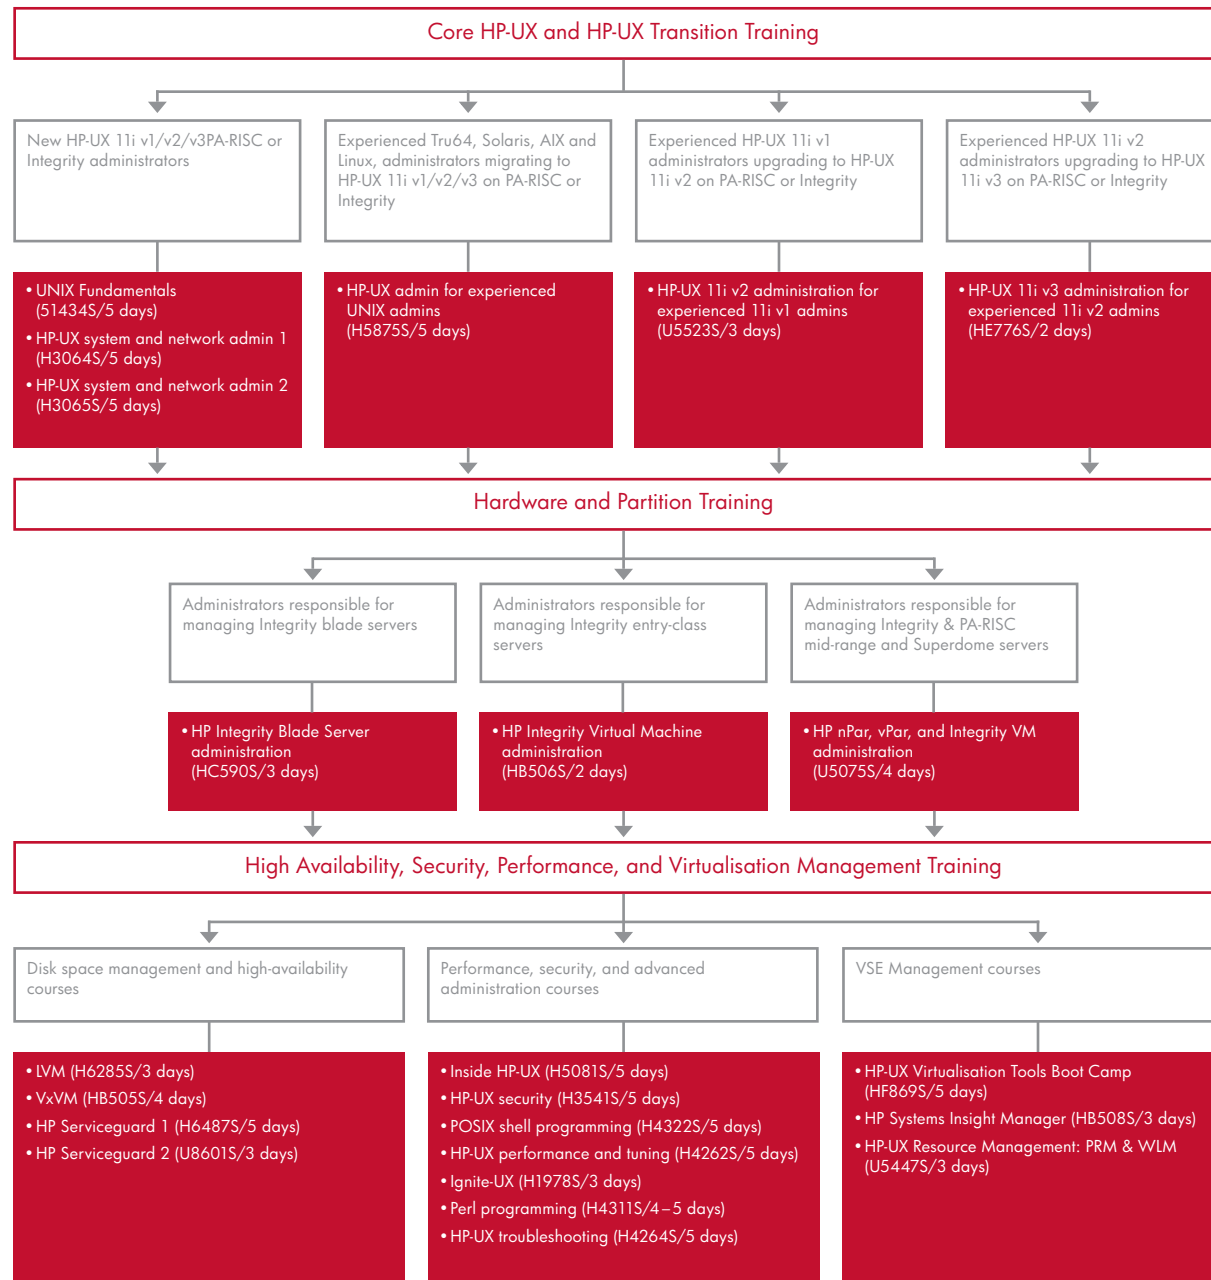 Core HP-UX and HP-UX Transition Training
New HP-UX 11i v1/v2/v3PA-RISC or
Integrity administrators
Experienced Tru64, Solaris, AIX and
Linux, administrators migrating to
HP-UX 11i v1/v2/v3 on PA-RISC or
Integrity
Experienced HP-UX 11i v1
administrators upgrading to HP-UX
11i v2 on PA-RISC or Integrity
Experienced HP-UX 11i v2
administrators upgrading to HP-UX
11i v3 on PA-RISC or Integrity
• UNIX Fundamentals
(51434S/5 days)
• HP-UX system and network admin 1
(H3064S/5 days)
• HP-UX system and network admin 2
(H3065S/5 days)
• HP-UX admin for experienced
UNIX admins
(H5875S/5 days)
• HP-UX 11i v2 administration for
experienced 11i v1 admins
(U5523S/3 days)
• HP-UX 11i v3 administration for
experienced 11i v2 admins
(HE776S/2 days)
Hardware and Partition Training
Administrators responsible for
managing Integrity blade servers
Administrators responsible for
managing Integrity entry-class
servers
Administrators responsible for
managing Integrity & PA-RISC
mid-range and Superdome servers
• HP Integrity Blade Server
administration
(HC590S/3 days)
• HP Integrity Virtual Machine
administration
(HB506S/2 days)
• HP nPar, vPar, and Integrity VM
administration
(U5075S/4 days)
High Availability, Security, Performance, and Virtualisation Management Training
Disk space management and high-availability
courses
Performance, security, and advanced
administration courses
VSE Management courses
• LVM (H6285S/3 days)
• VxVM (HB505S/4 days)
• HP Serviceguard 1 (H6487S/5 days)
• HP Serviceguard 2 (U8601S/3 days)
• Inside HP-UX (H5081S/5 days)
• HP-UX security (H3541S/5 days)
• POSIX shell programming (H4322S/5 days)
• HP-UX performance and tuning (H4262S/5 days)
• Ignite-UX (H1978S/3 days)
• Perl programming (H4311S/4–5 days)
• HP-UX troubleshooting (H4264S/5 days)
• HP-UX Virtualisation Tools Boot Camp
(HF869S/5 days)
• HP Systems Insight Manager (HB508S/3 days)
• HP-UX Resource Management: PRM & WLM
(U5447S/3 days)